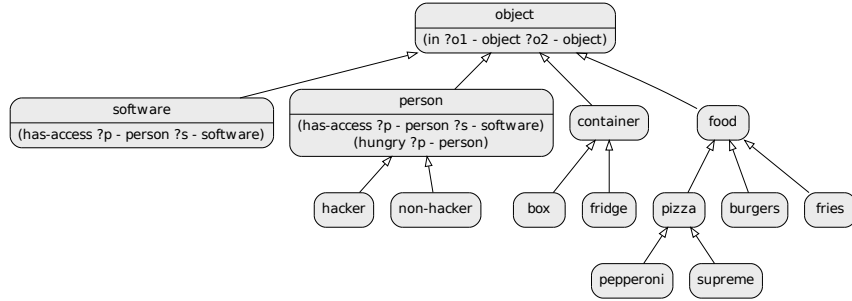 object
(in ?o1 - object ?o2 - object)
software
(has-access ?p - person ?s - software)
person
(has-access ?p - person ?s - software)
(hungry ?p - person)
container
food
hacker
non-hacker
box
fridge
pizza
burgers
fries
pepperoni
supreme